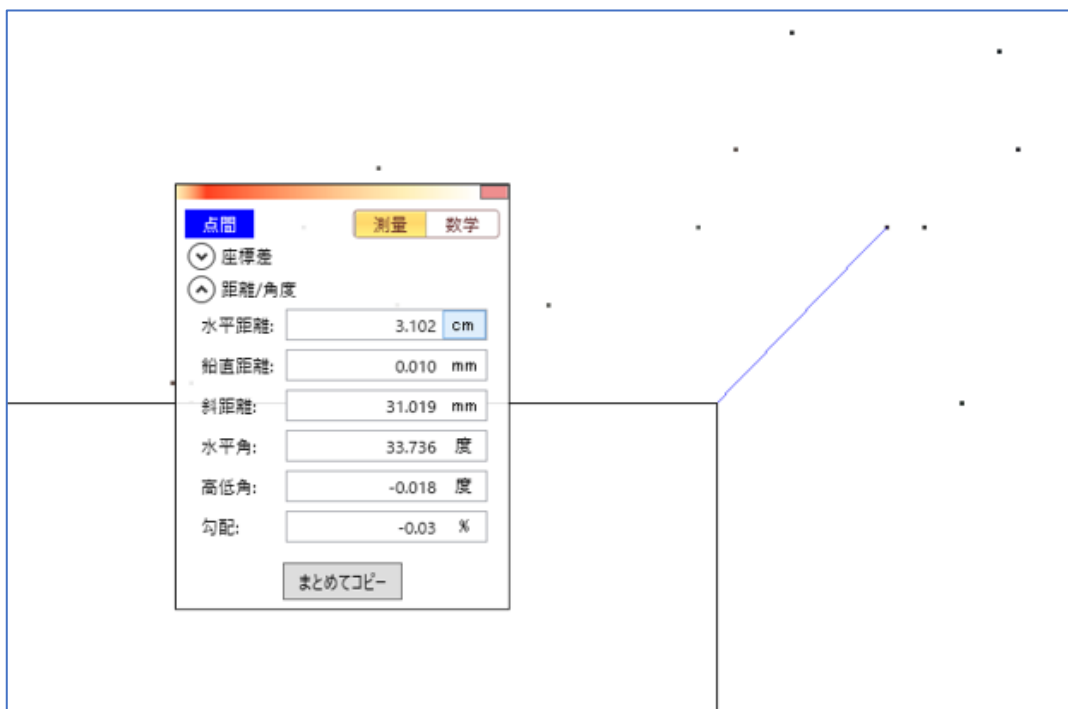 点間 測量 数学
座標差
距離/角度
水平距離: 3.102 cm
鉛直距離: 0.010 mm
斜距離: 31.019 mm
水平角: 33.736 度
高低角: -0.018 度
勾配: -0.03 %
まとめてコピー